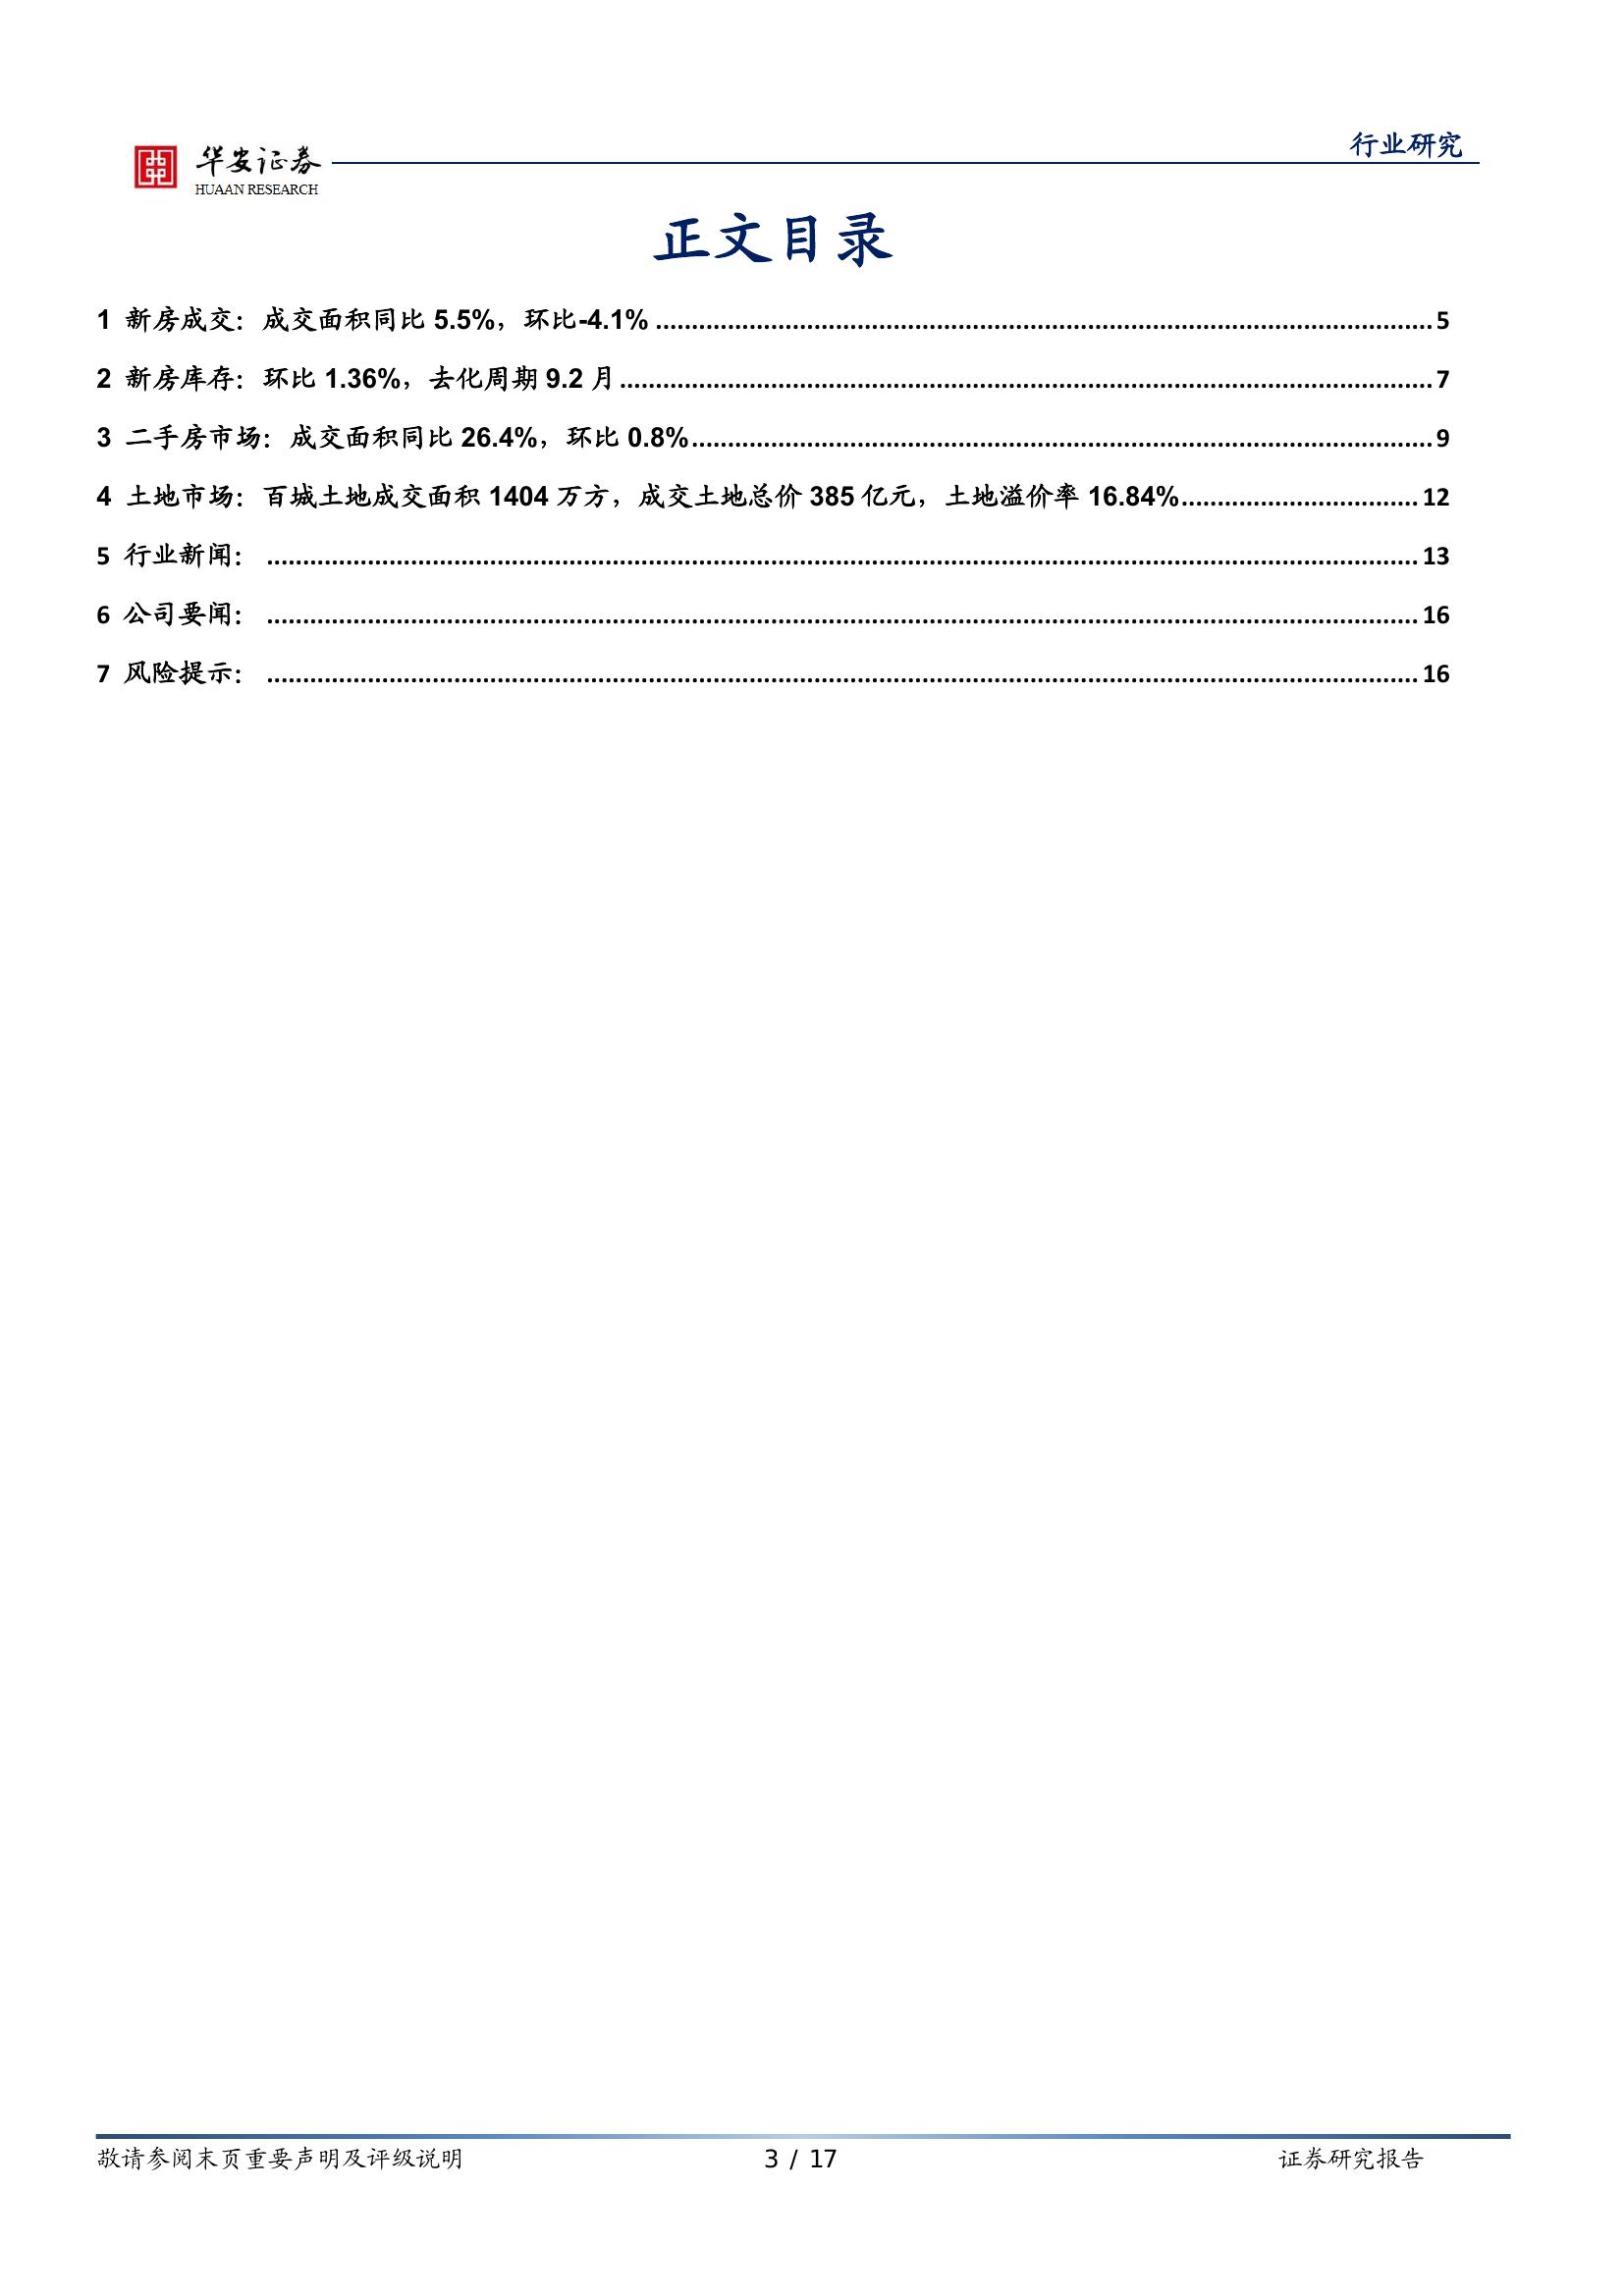 华安证券
HUAAN RESEARCH
行业研究
正文目录
1 新房成交：成交面积同比 5.5%，环比-4.1% ........................................ 5
2 新房库存：环比 1.36%，去化周期 9.2 月 ........................................ 7
3 二手房市场：成交面积同比 26.4%，环比 0.8% ........................................ 9
4 土地市场：百城土地成交面积 1404 万方，成交土地总价 385 亿元，土地溢价率 16.84% .............................. 12
5 行业新闻： ........................................ 13
6 公司要闻： ........................................ 16
7 风险提示： ........................................ 16
敬请参阅末页重要声明及评级说明 3 / 17 证券研究报告